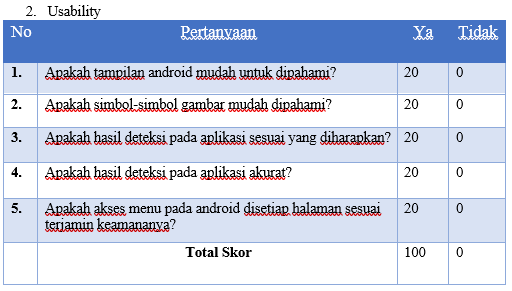 2. Usability
No Pertanyaan Ya Tidak
1. Apakah tampilan android mudah untuk dipahami? 20 0
2. Apakah simbol-simbol gambar mudah dipahami? 20 0
3. Apakah hasil deteksi pada aplikasi sesuai yang diharapkan? 20 0
4. Apakah hasil deteksi pada aplikasi akurat? 20 0
5. Apakah akses menu pada android disetiap halaman sesuai 20 0
terjamin keamananya?
Total Skor 100 0